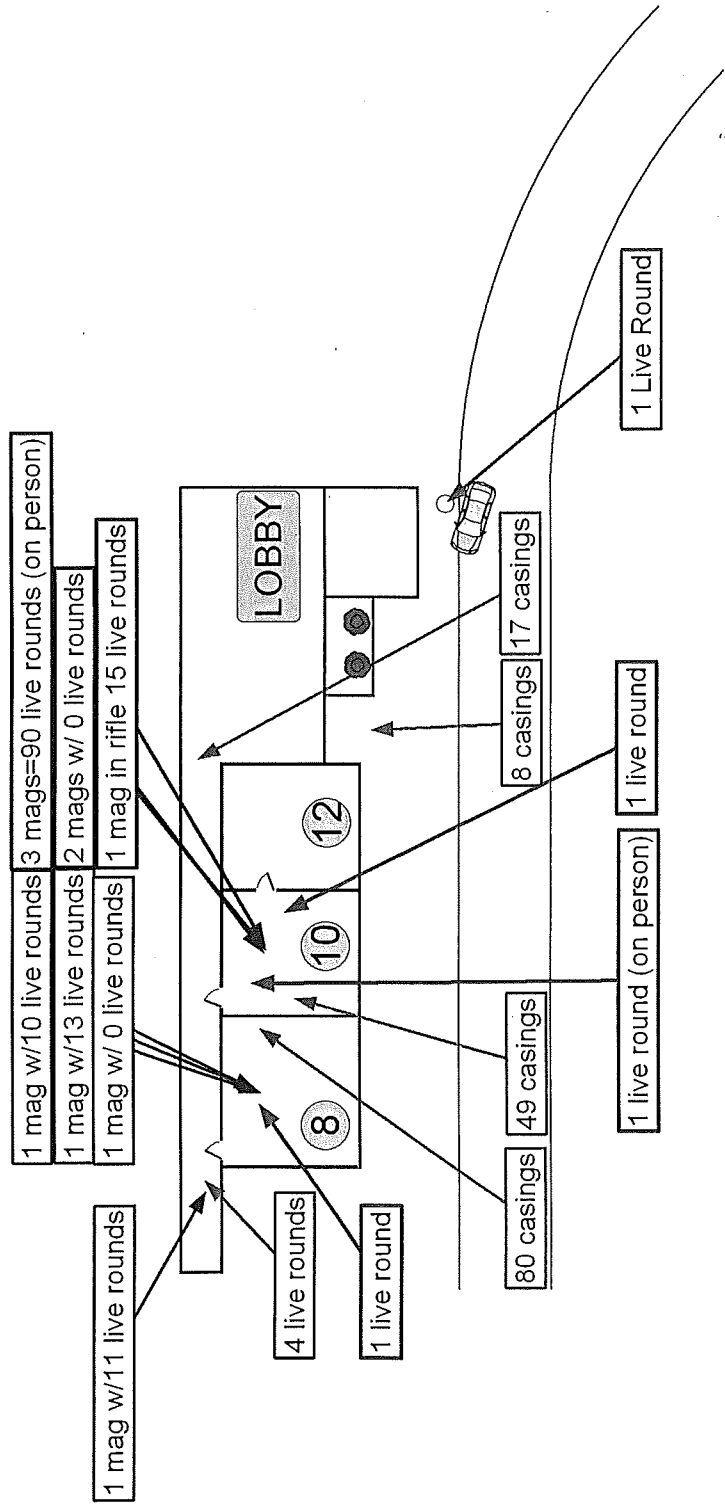 1 mag w/10 live rounds
3 mags=90 live rounds (on person)
1 mag w/13 live rounds
2 mags w/ 0 live rounds
1 mag w/11 live rounds
1 mag w/ 0 live rounds
1 mag in rifle 15 live rounds
LOBBY
8
10
12
4 live rounds
1 live round
80 casings
49 casings
8 casings
17 casings
1 live round (on person)
1 live round
1 Live Round